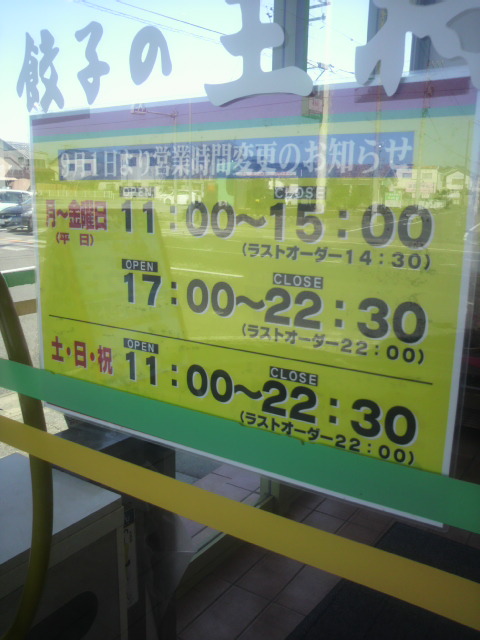 餃子の王将
9月1日より営業時間変更のお知らせ
月～金曜日 OPEN 11：00～CLOSE 15：00
(平 日) (ラストオーダー14：30)
OPEN 17：00～CLOSE 22：30
(ラストオーダー22：00)
土・日・祝 OPEN 11：00～CLOSE 22：30
(ラストオーダー22：00)